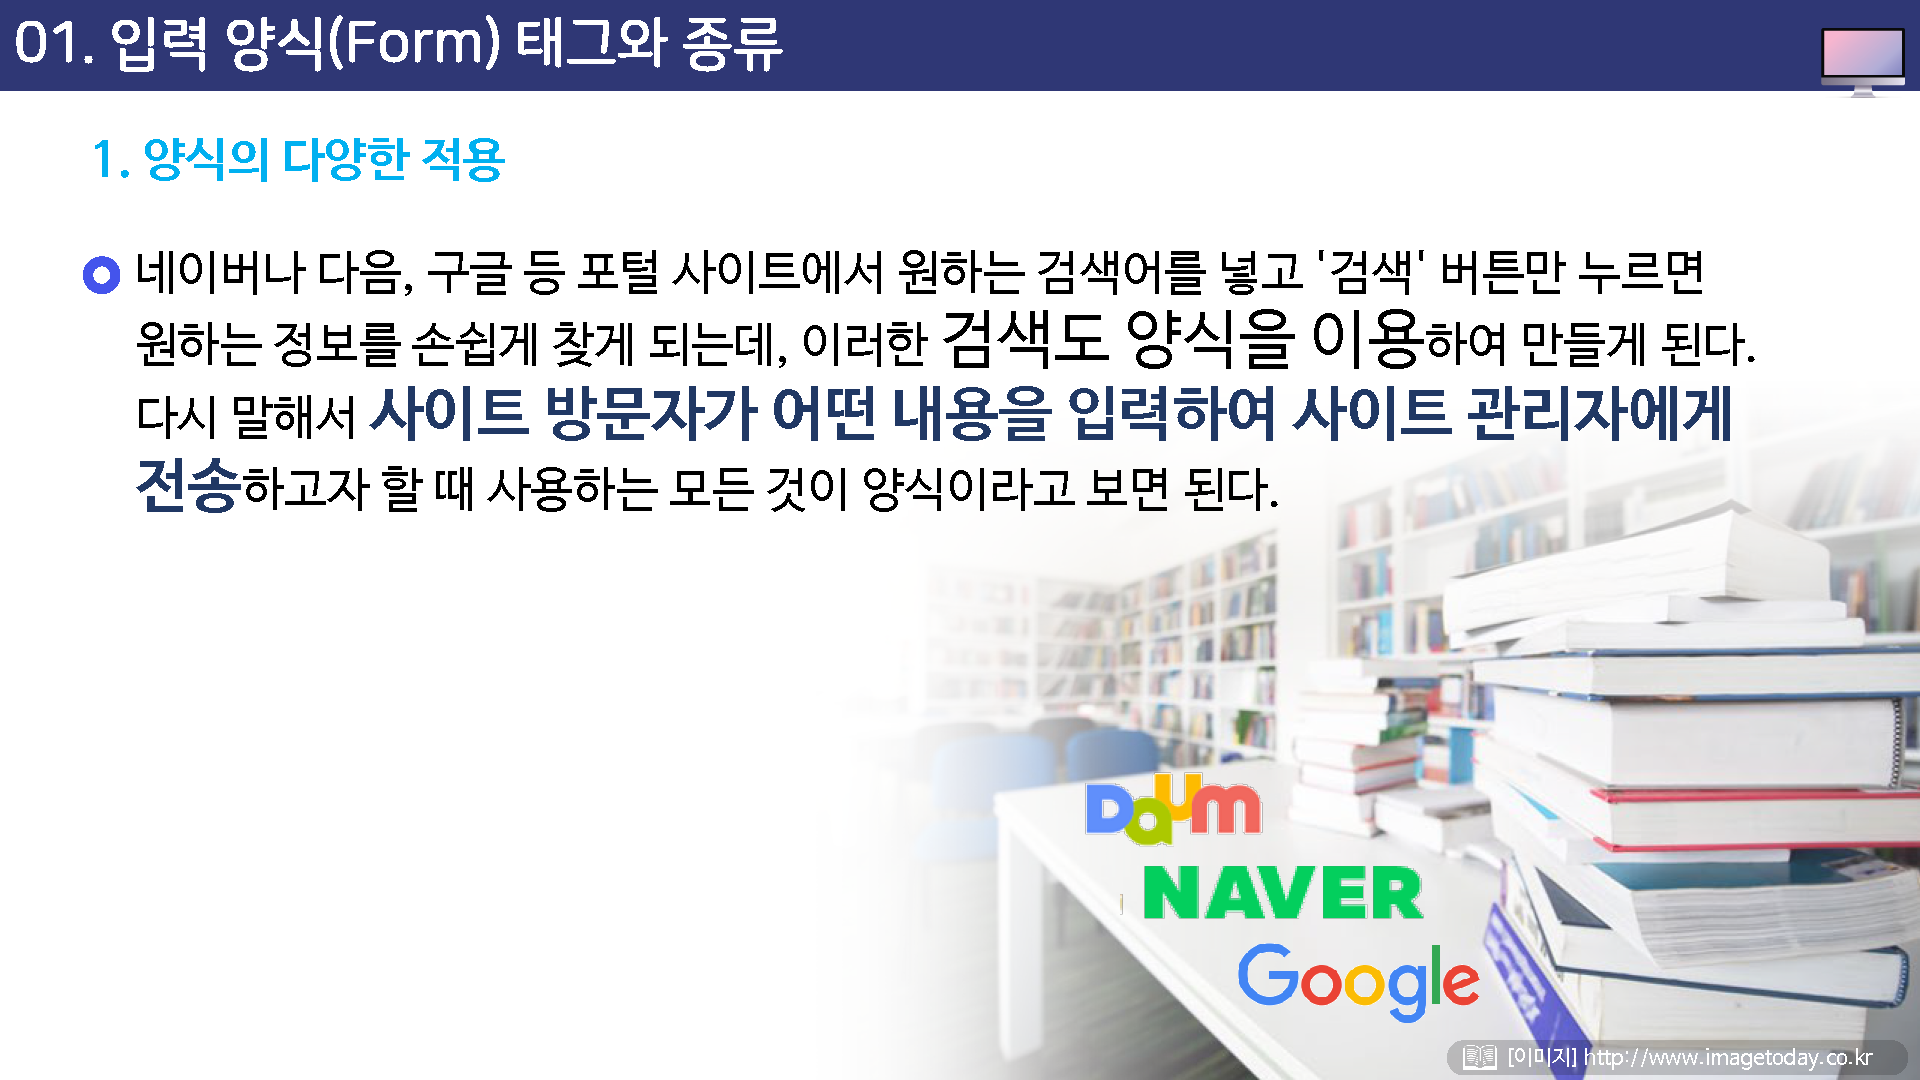 01. 입력 양식(Form) 태그와 종류
1. 양식의 다양한 적용
네이버나 다음, 구글 등 포털 사이트에서 원하는 검색어를 넣고 '검색' 버튼만 누르면
원하는 정보를 손쉽게 찾게 되는데, 이러한 검색도 양식을 이용하여 만들게 된다.
다시 말해서 사이트 방문자가 어떤 내용을 입력하여 사이트 관리자에게
전송하고자 할 때 사용하는 모든 것이 양식이라고 보면 된다.
Daum
NAVER
Google
[이미지] http://www.imagetoday.co.kr